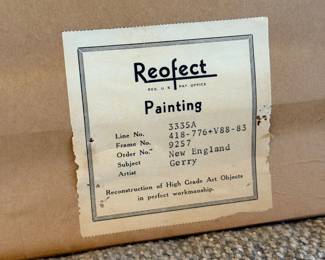 Reofect
REG. U.S. PAT. OFFICE
Painting
Line No. 3335A
Frame No. 418-776+V88-83
Order No. 9257
Subject New England
Artist Gerry
Reconstruction of High Grade Art Objects
in perfect workmanship.